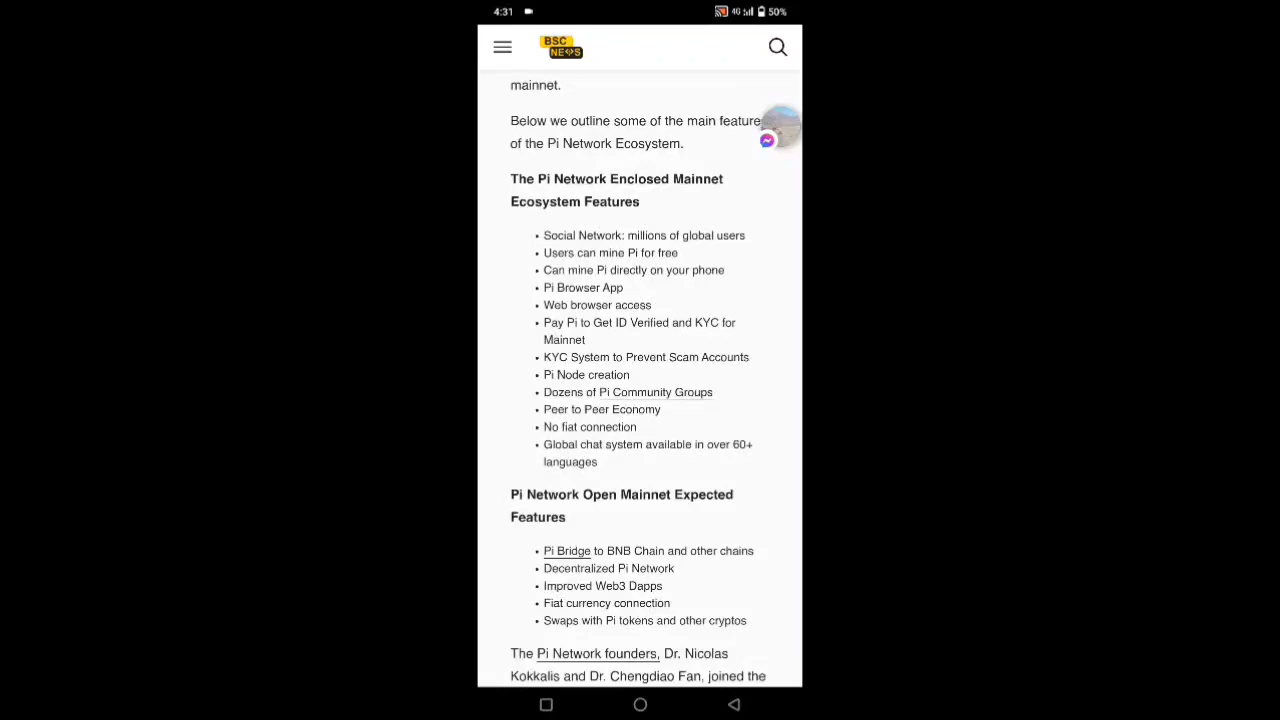 4:31
4G
50%
BSC
NEWS
mainnet.
Below we outline some of the main feature
of the Pi Network Ecosystem.
The Pi Network Enclosed Mainnet
Ecosystem Features
• Social Network: millions of global users
• Users can mine Pi for free
• Can mine Pi directly on your phone
• Pi Browser App
• Web browser access
• Pay Pi to Get ID Verified and KYC for
Mainnet
• KYC System to Prevent Scam Accounts
• Pi Node creation
• Dozens of Pi Community Groups
• Peer to Peer Economy
• No fiat connection
• Global chat system available in over 60+
languages
Pi Network Open Mainnet Expected
Features
• Pi Bridge to BNB Chain and other chains
• Decentralized Pi Network
• Improved Web3 Dapps
• Fiat currency connection
• Swaps with Pi tokens and other cryptos
The Pi Network founders, Dr. Nicolas
Kokkalis and Dr. Chengdiao Fan, joined the